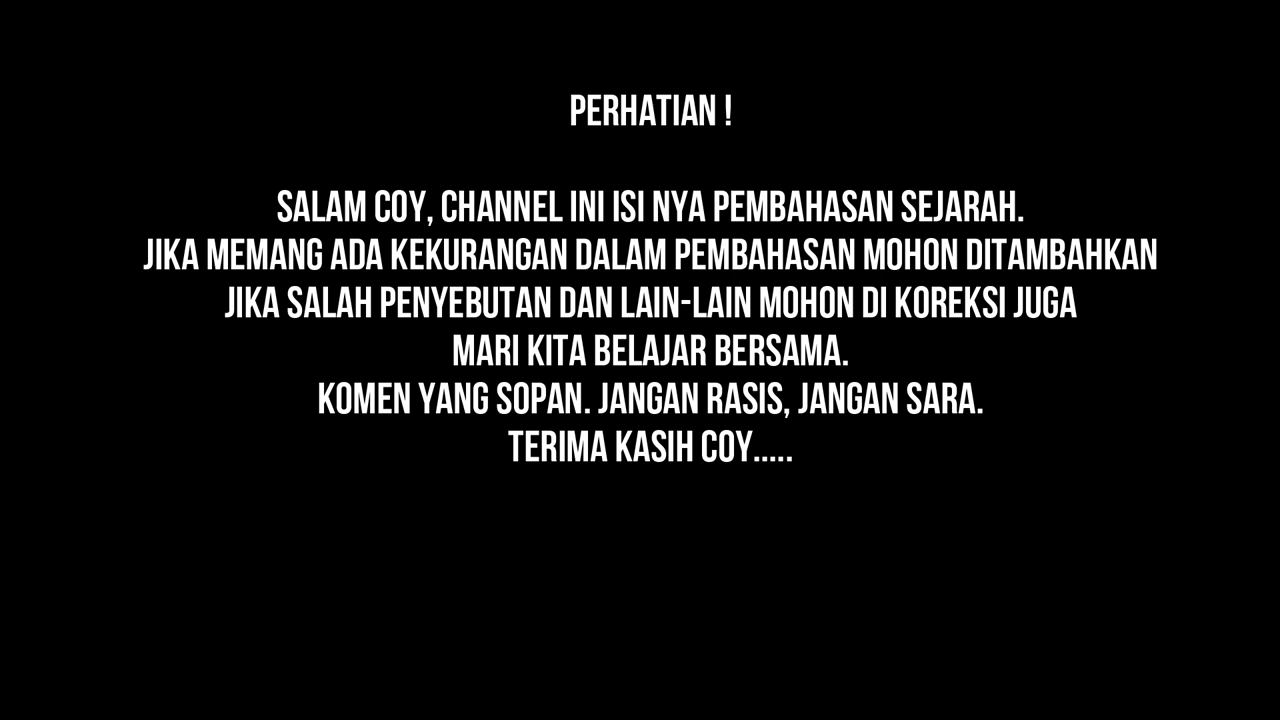 PERHATIAN !
SALAM COY, CHANNEL INI ISI NYA PEMBAHASAN SEJARAH.
JIKA MEMANG ADA KEKURANGAN DALAM PEMBAHASAN MOHON DITAMBAHKAN
JIKA SALAH PENYEBUTAN DAN LAIN-LAIN MOHON DI KOREKSI JUGA
MARI KITA BELAJAR BERSAMA.
KOMEN YANG SOPAN. JANGAN RASIS, JANGAN SARA.
TERIMA KASIH COY.....